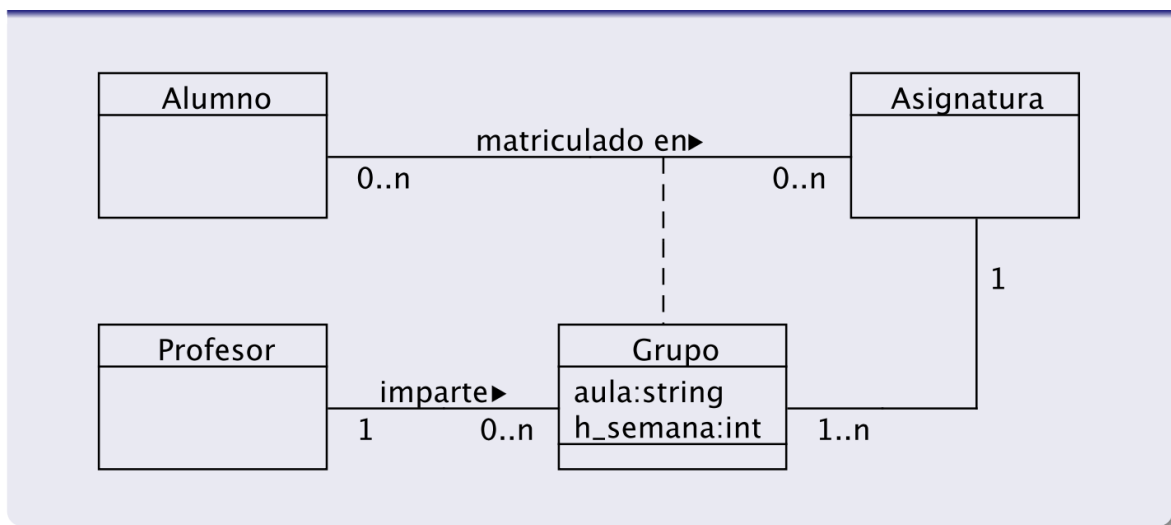 Alumno
Asignatura
matriculado en▶
0..n
0..n
1
Profesor
Grupo
imparte▶
aula:string
1
0..n
h_semana:int
1..n